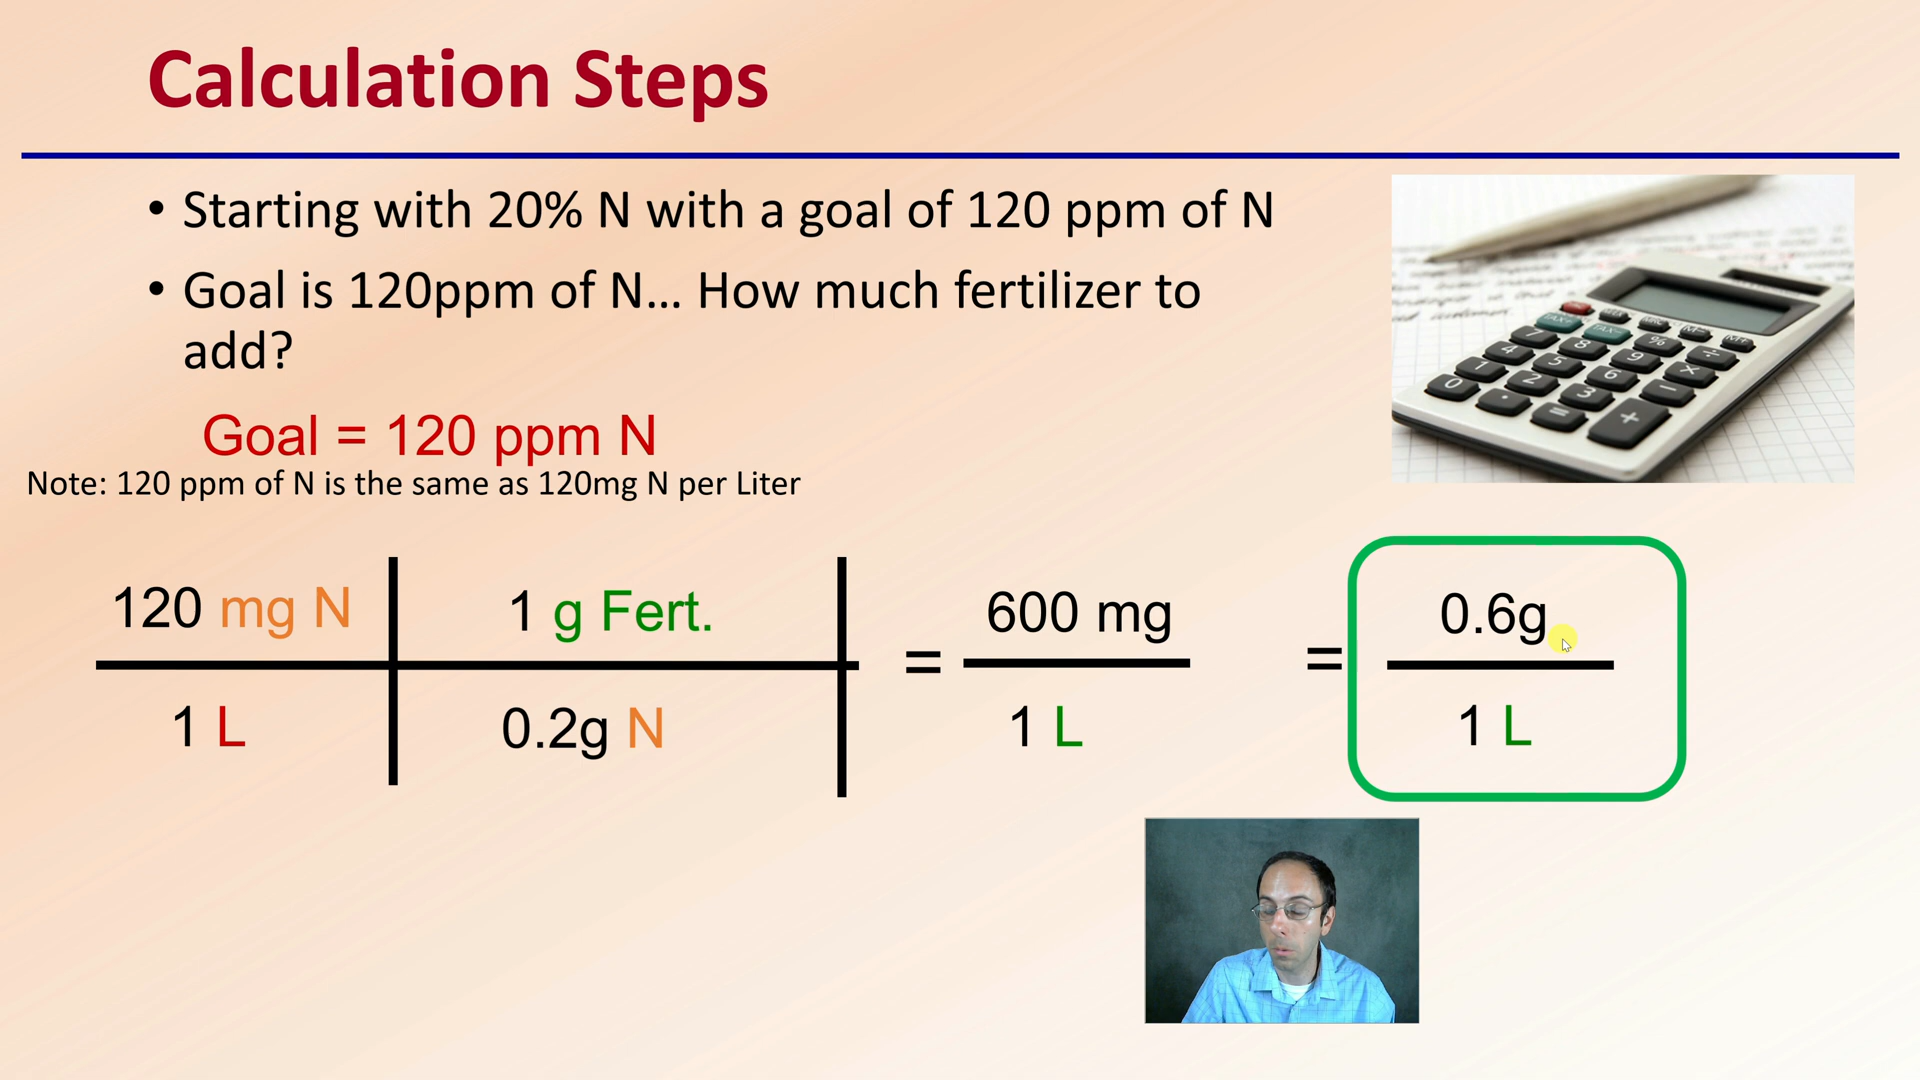 Calculation Steps
• Starting with 20% N with a goal of 120 ppm of N
• Goal is 120ppm of N... How much fertilizer to
add?
Goal = 120 ppm N
Note: 120 ppm of N is the same as 120mg N per Liter
120 mg N
1 g Fert.
1 L
0.2g N
=
600 mg
1 L
=
0.6g
1 L